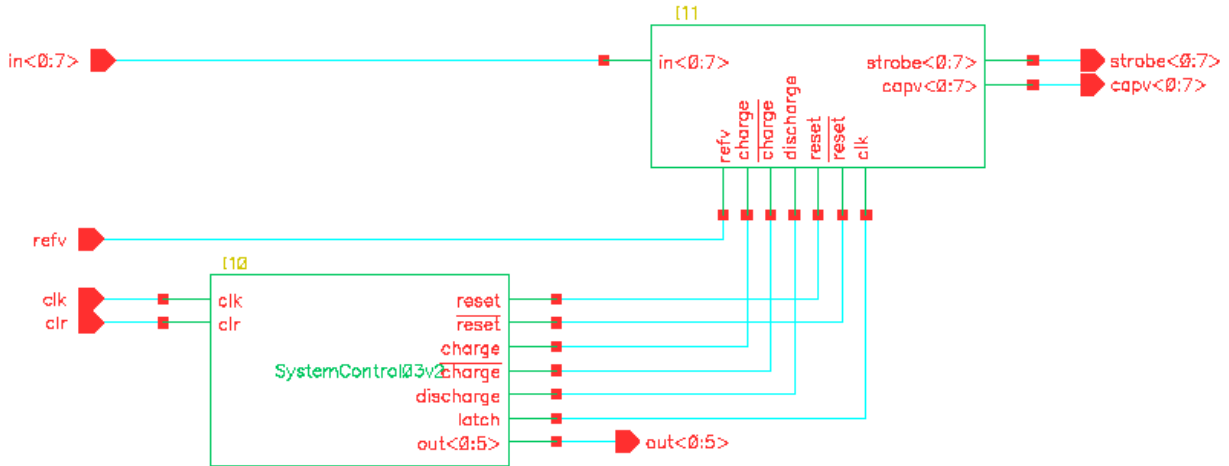 [11
in<0:7>
in<0:7>
strobe<0:7>
strobe<0:7>
capv<0:7>
capv<0:7>
refv
charge
charge
discharge
reset
reset
clk
refv
[10
clk
clk
reset
clr
clr
reset
charge
SystemControl03v2
charge
discharge
latch
out<0:5>
out<0:5>